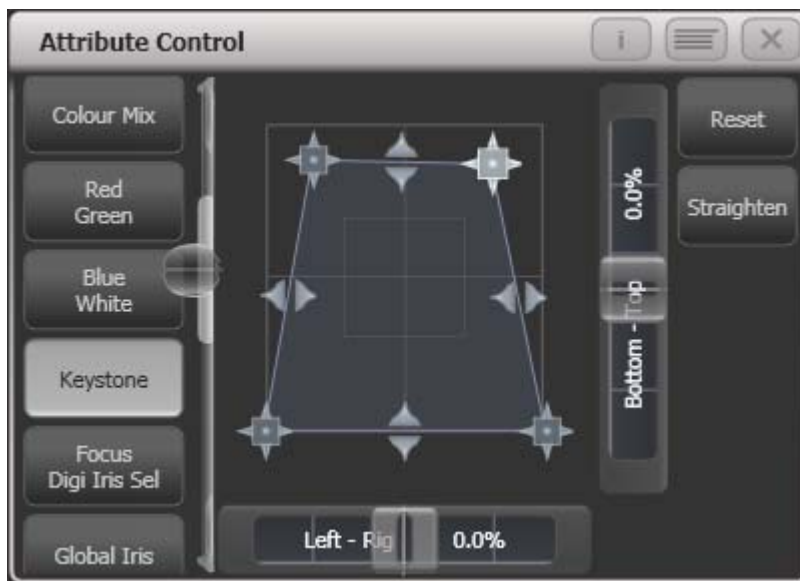 Attribute Control
i
Colour Mix
Red
Green
Blue
White
Keystone
Focus
Digi Iris Sel
Global Iris
0.0%
Bottom - Top
Left - Rig
0.0%
Reset
Straighten